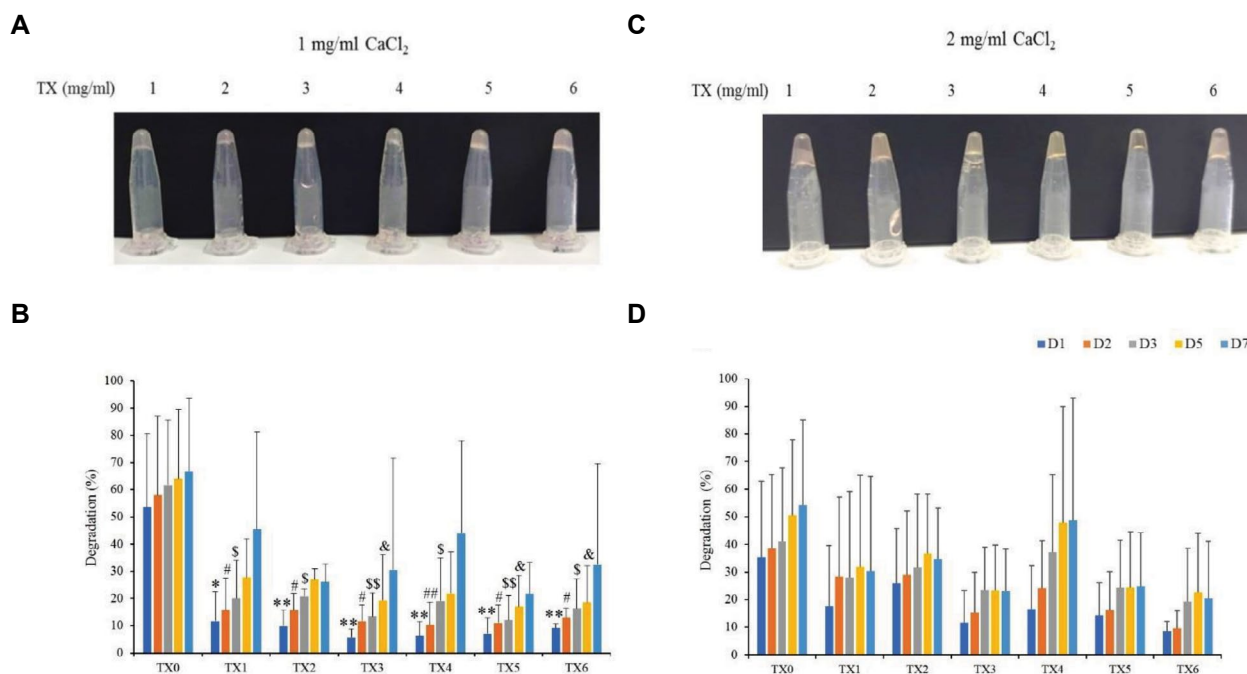 A
1 mg/ml CaCl2
TX (mg/ml) 1 2 3 4 5 6
C
2 mg/ml CaCl2
TX (mg/ml) 1 2 3 4 5 6
B
Degradation (%)
100
90
80
70
60
50
40
30
20
10
0
* # $
** # $
** # $$ &
** ## $
** # $$ &
** # $ &
TX0 TX1 TX2 TX3 TX4 TX5 TX6
D
D1 D2 D3 D5 D7
Degradation (%)
100
90
80
70
60
50
40
30
20
10
0
TX0 TX1 TX2 TX3 TX4 TX5 TX6